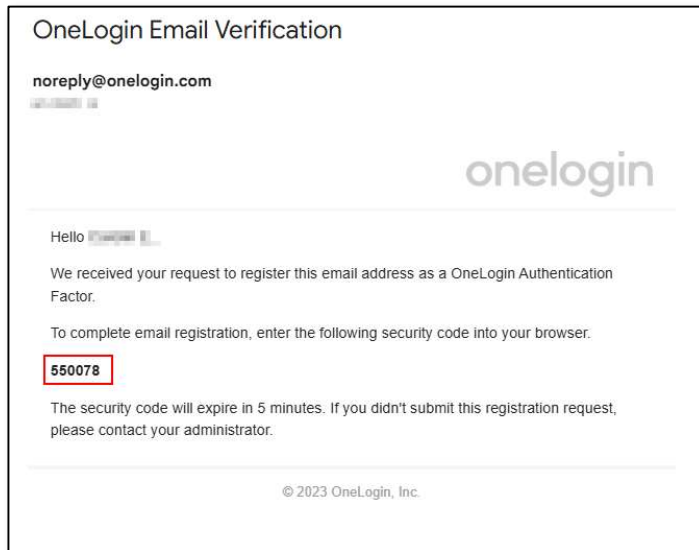 OneLogin Email Verification
noreply@onelogin.com
onelogin
Hello
We received your request to register this email address as a OneLogin Authentication
Factor.
To complete email registration, enter the following security code into your browser.
550078
The security code will expire in 5 minutes. If you didn't submit this registration request,
please contact your administrator.
© 2023 OneLogin, Inc.